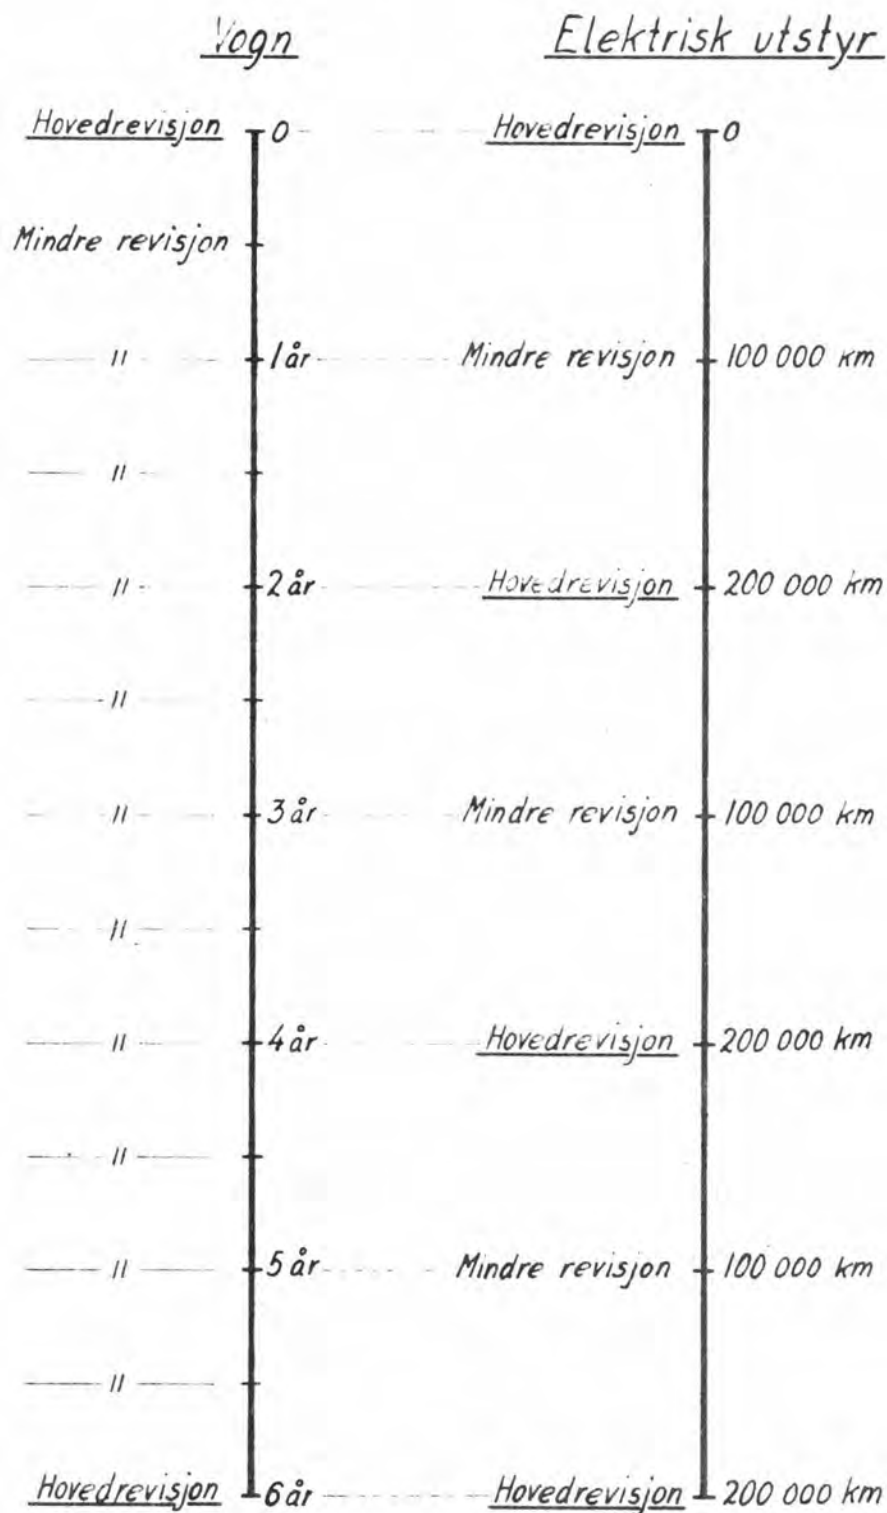 Vogn Elektrisk utstyr
Hovedrevisjon 0 Hovedrevisjon 0
Mindre revisjon
" 1 år Mindre revisjon 100 000 km
"
" 2 år Hovedrevisjon 200 000 km
"
" 3 år Mindre revisjon 100 000 km
"
" 4 år Hovedrevisjon 200 000 km
"
" 5 år Mindre revisjon 100 000 km
"
Hovedrevisjon 6 år Hovedrevisjon 200 000 km